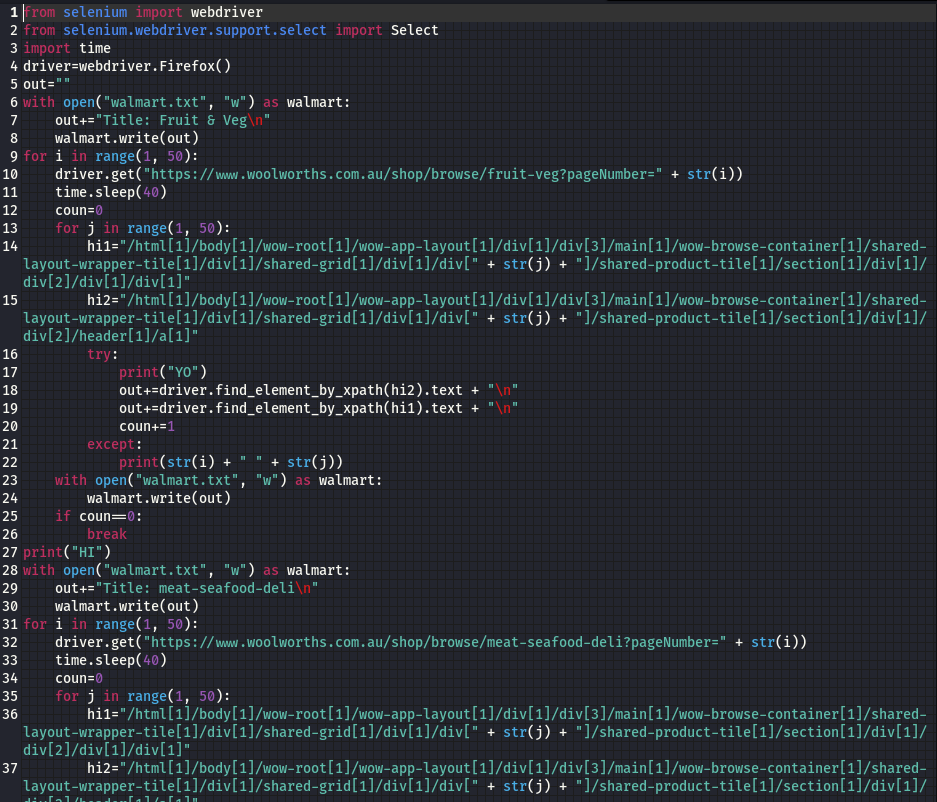 1 from selenium import webdriver
2 from selenium.webdriver.support.select import Select
3 import time
4 driver=webdriver.Firefox()
5 out=""
6 with open("walmart.txt", "w") as walmart:
7     out+="Title: Fruit & Veg\n"
8     walmart.write(out)
9 for i in range(1, 50):
10     driver.get("https://www.woolworths.com.au/shop/browse/fruit-veg?pageNumber=" + str(i))
11     time.sleep(40)
12     coun=0
13     for j in range(1, 50):
14         hi1="/html[1]/body[1]/wow-root[1]/wow-app-layout[1]/div[1]/div[3]/main[1]/wow-browse-container[1]/shared-
layout-wrapper-tile[1]/div[1]/shared-grid[1]/div[1]/div[" + str(j) + "]/shared-product-tile[1]/section[1]/div[1]/
div[2]/div[1]/div[1]"
15         hi2="/html[1]/body[1]/wow-root[1]/wow-app-layout[1]/div[1]/div[3]/main[1]/wow-browse-container[1]/shared-
layout-wrapper-tile[1]/div[1]/shared-grid[1]/div[1]/div[" + str(j) + "]/shared-product-tile[1]/section[1]/div[1]/
div[2]/header[1]/a[1]"
16         try:
17             print("YO")
18             out+=driver.find_element_by_xpath(hi2).text + "\n"
19             out+=driver.find_element_by_xpath(hi1).text + "\n"
20             coun+=1
21         except:
22             print(str(i) + " " + str(j))
23     with open("walmart.txt", "w") as walmart:
24         walmart.write(out)
25     if coun==0:
26         break
27 print("HI")
28 with open("walmart.txt", "w") as walmart:
29     out+="Title: meat-seafood-deli\n"
30     walmart.write(out)
31 for i in range(1, 50):
32     driver.get("https://www.woolworths.com.au/shop/browse/meat-seafood-deli?pageNumber=" + str(i))
33     time.sleep(40)
34     coun=0
35     for j in range(1, 50):
36         hi1="/html[1]/body[1]/wow-root[1]/wow-app-layout[1]/div[1]/div[3]/main[1]/wow-browse-container[1]/shared-
layout-wrapper-tile[1]/div[1]/shared-grid[1]/div[1]/div[" + str(j) + "]/shared-product-tile[1]/section[1]/div[1]/
div[2]/div[1]/div[1]"
37         hi2="/html[1]/body[1]/wow-root[1]/wow-app-layout[1]/div[1]/div[3]/main[1]/wow-browse-container[1]/shared-
layout-wrapper-tile[1]/div[1]/shared-grid[1]/div[1]/div[" + str(j) + "]/shared-product-tile[1]/section[1]/div[1]/
div[2]/header[1]/a[1]"